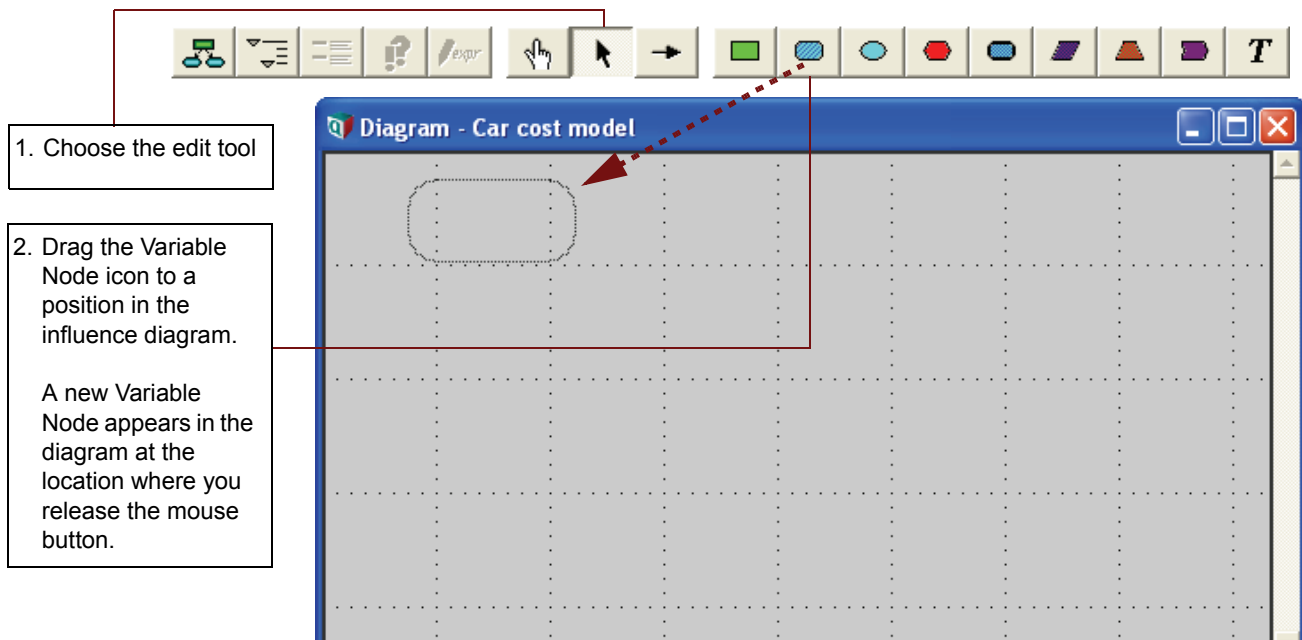 expr
T
Diagram - Car cost model
1. Choose the edit tool
2. Drag the Variable
Node icon to a
position in the
influence diagram.
A new Variable
Node appears in the
diagram at the
location where you
release the mouse
button.